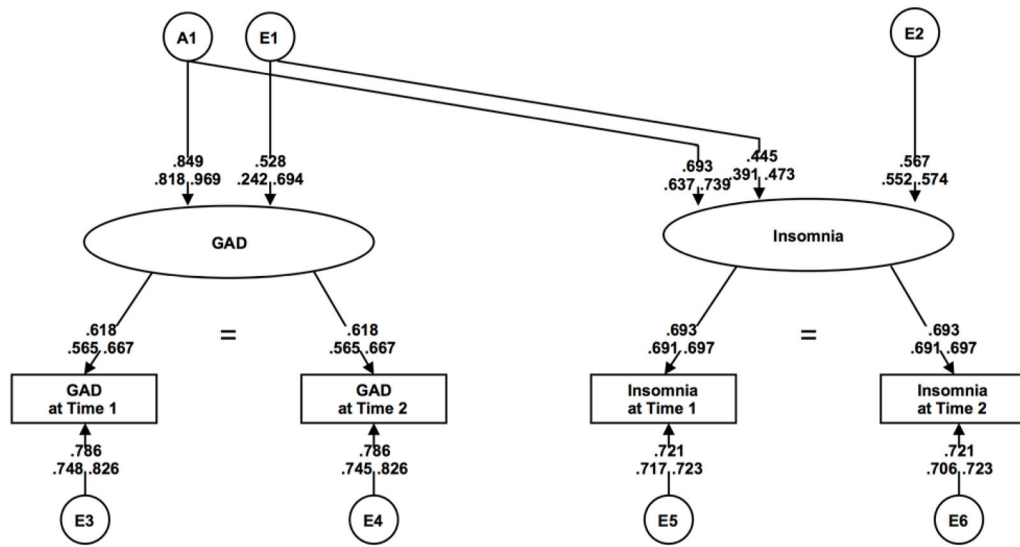 A1
E1
E2
.849
.818 .969
.528
.242 .694
.693
.637 .739
.445
.391 .473
.567
.552 .574
GAD
Insomnia
.618
.565 .667
=
.618
.565 .667
.693
.691 .697
=
.693
.691 .697
GAD
at Time 1
GAD
at Time 2
Insomnia
at Time 1
Insomnia
at Time 2
.786
.748 .826
.786
.745 .826
.721
.717 .723
.721
.706 .723
E3
E4
E5
E6